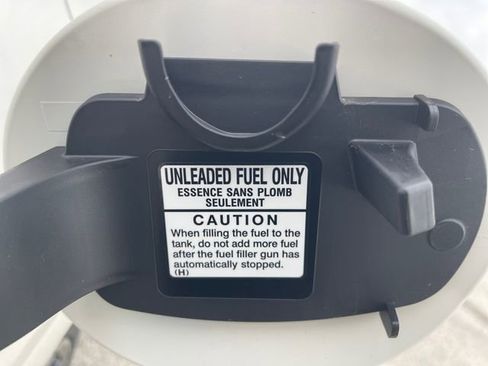 UNLEADED FUEL ONLY
ESSENCE SANS PLOMB
SEULEMENT
CAUTION
When filling the fuel to the
tank, do not add more fuel
after the fuel filler gun has
automatically stopped.
(H)